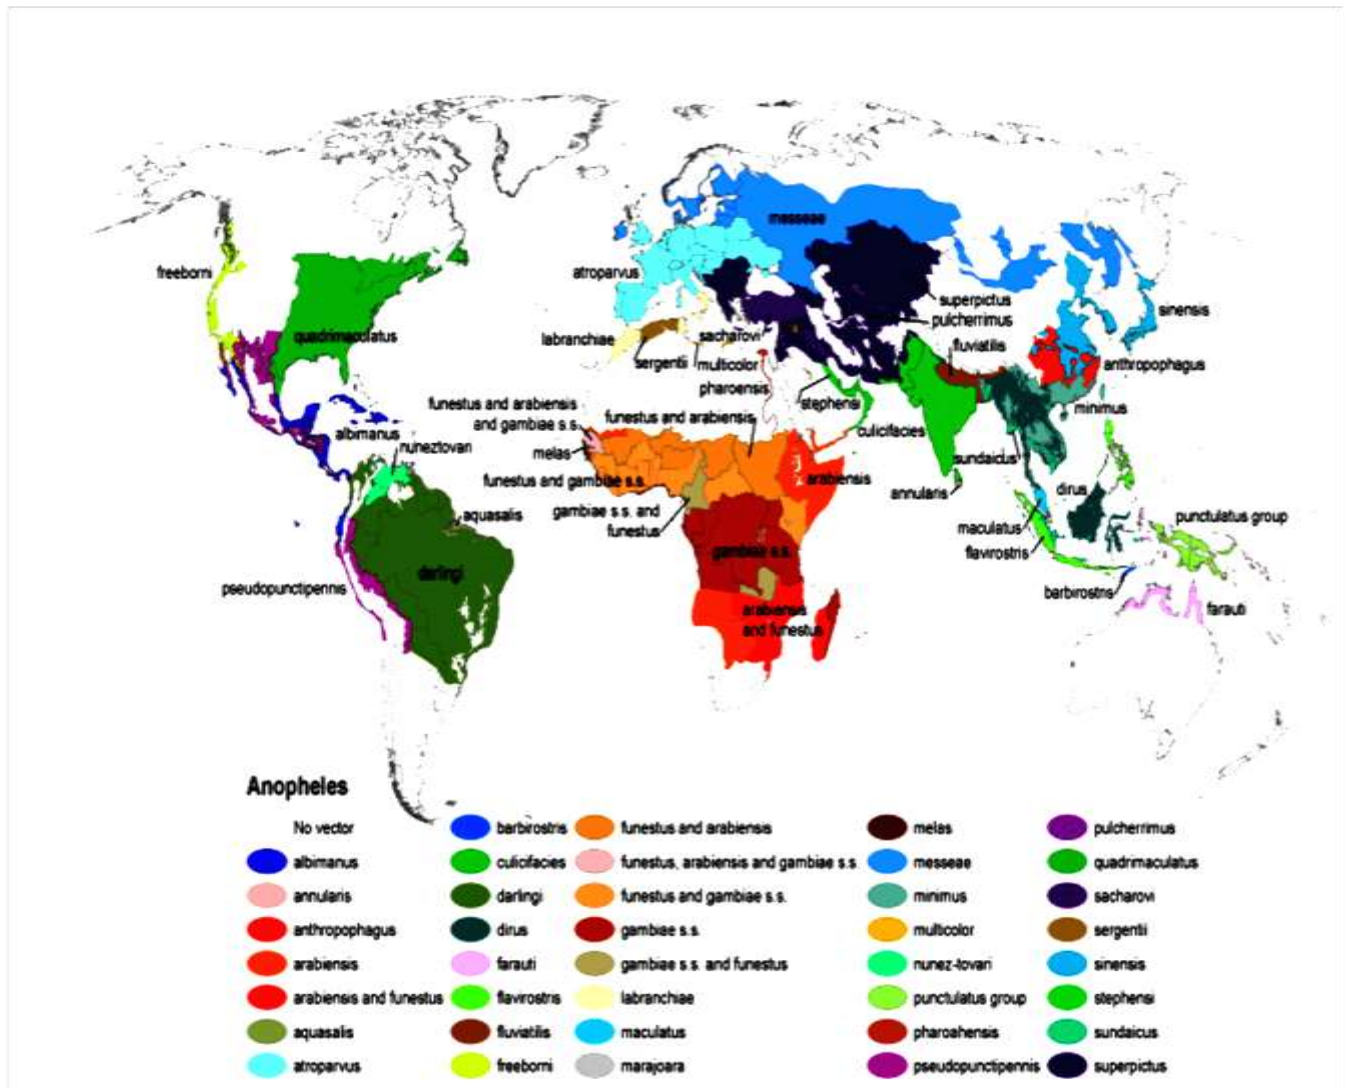 messeae
freeborni
atroparvus
superpictus
pulcherrimus
sinensis
quadrimaculatus
labranchiae
sacharovi
fluviatilis
sergentii
multicolor
anthropophagus
pharoensis
stephensi
minimus
funestus and arabiensis
and gambiae s.s.
funestus and arabiensis
albimanus
nuneztovari
culicifacies
melas
sundaicus
funestus and gambiae s.s.
arabiensis
annularis
dirus
gambiae s.s. and
funestus
aquasalis
punctulatus group
maculatus
gambiae s.s.
flavirostris
darlingi
pseudopunctipennis
barbirostris
arabiensis
and funestus
farauti
Anopheles
No vector
albimanus
annularis
anthropophagus
arabiensis
arabiensis and funestus
aquasalis
atroparvus
barbirostris
culicifacies
darlingi
dirus
farauti
flavirostris
fluviatilis
freeborni
funestus and arabiensis
funestus, arabiensis and gambiae s.s.
funestus and gambiae s.s.
gambiae s.s.
gambiae s.s. and funestus
labranchiae
maculatus
marajoara
melas
messeae
minimus
multicolor
nunez-tovari
punctulatus group
pharoahensis
pseudopunctipennis
pulcherrimus
quadrimaculatus
sacharovi
sergentii
sinensis
stephensi
sundaicus
superpictus